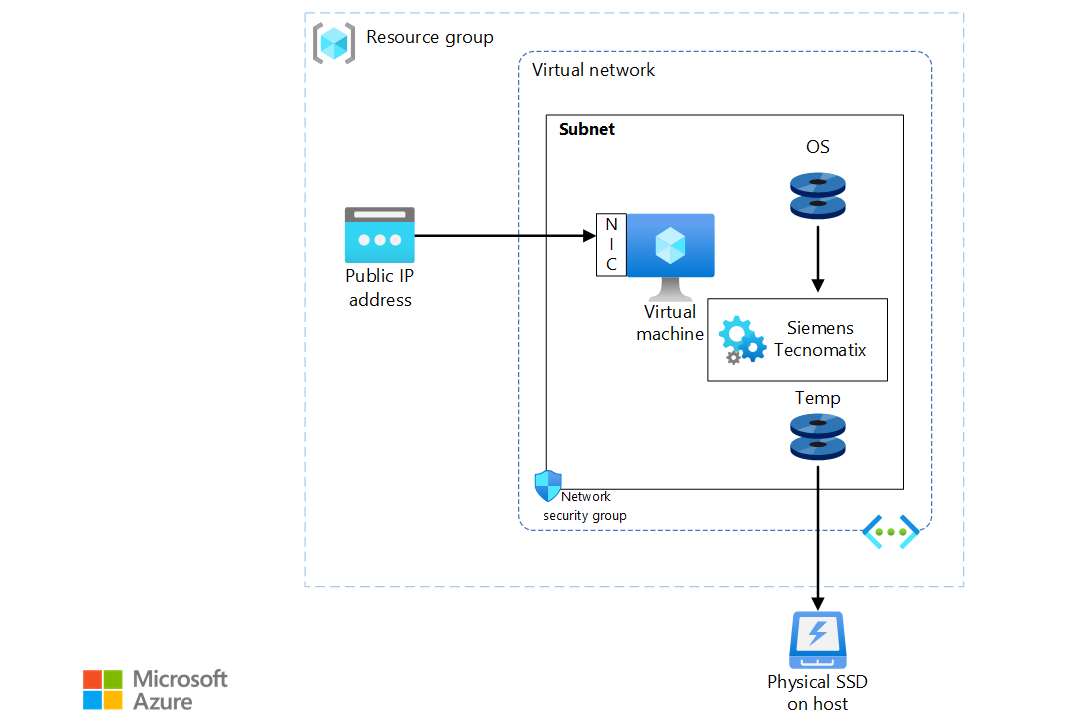 Resource group
Virtual network
Subnet
OS
N
I
C
Public IP
address
Virtual
machine
Siemens
Tecnomatix
Temp
Network
security group
Physical SSD
on host
Microsoft
Azure